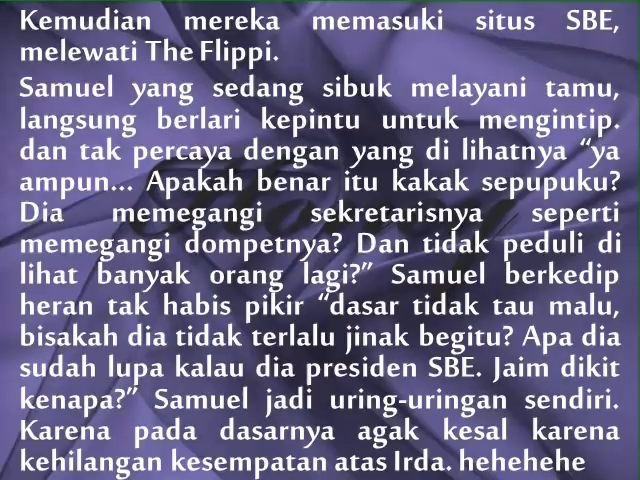 Kemudian mereka memasuki situs SBE,
melewati The Flippi.
Samuel yang sedang sibuk melayani tamu,
langsung berlari kepintu untuk mengintip.
dan tak percaya dengan yang di lihatnya “ya
ampun... Apakah benar itu kakak sepupuku?
Dia memegangi sekretarisnya seperti
memegangi dompetnya? Dan tidak peduli di
lihat banyak orang lagi?” Samuel berkedip
heran tak habis pikir “dasar tidak tau malu,
bisakah dia tidak terlalu jinak begitu? Apa dia
sudah lupa kalau dia presiden SBE. Jaim dikit
kenapa?” Samuel jadi uring-uringan sendiri.
Karena pada dasarnya agak kesal karena
kehilangan kesempatan atas Irda. hehehehe